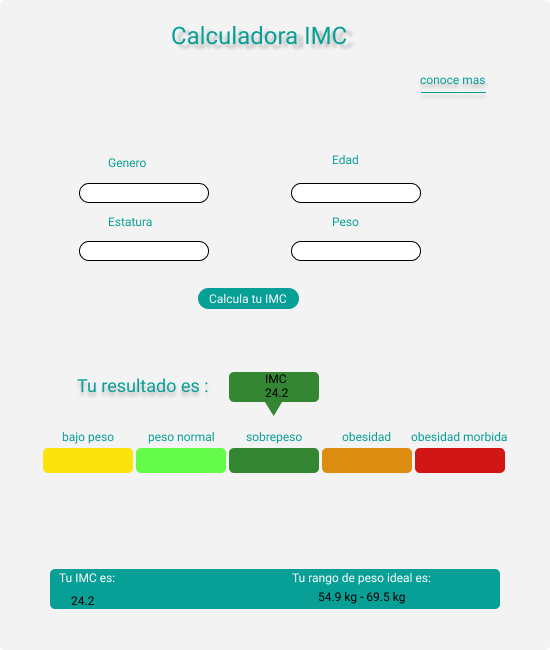 Calculadora IMC
conoce mas
Genero
Edad
Estatura
Peso
Calcula tu IMC
Tu resultado es :
IMC
24.2
bajo peso
peso normal
sobrepeso
obesidad
obesidad morbida
Tu IMC es:
24.2
Tu rango de peso ideal es:
54.9 kg - 69.5 kg